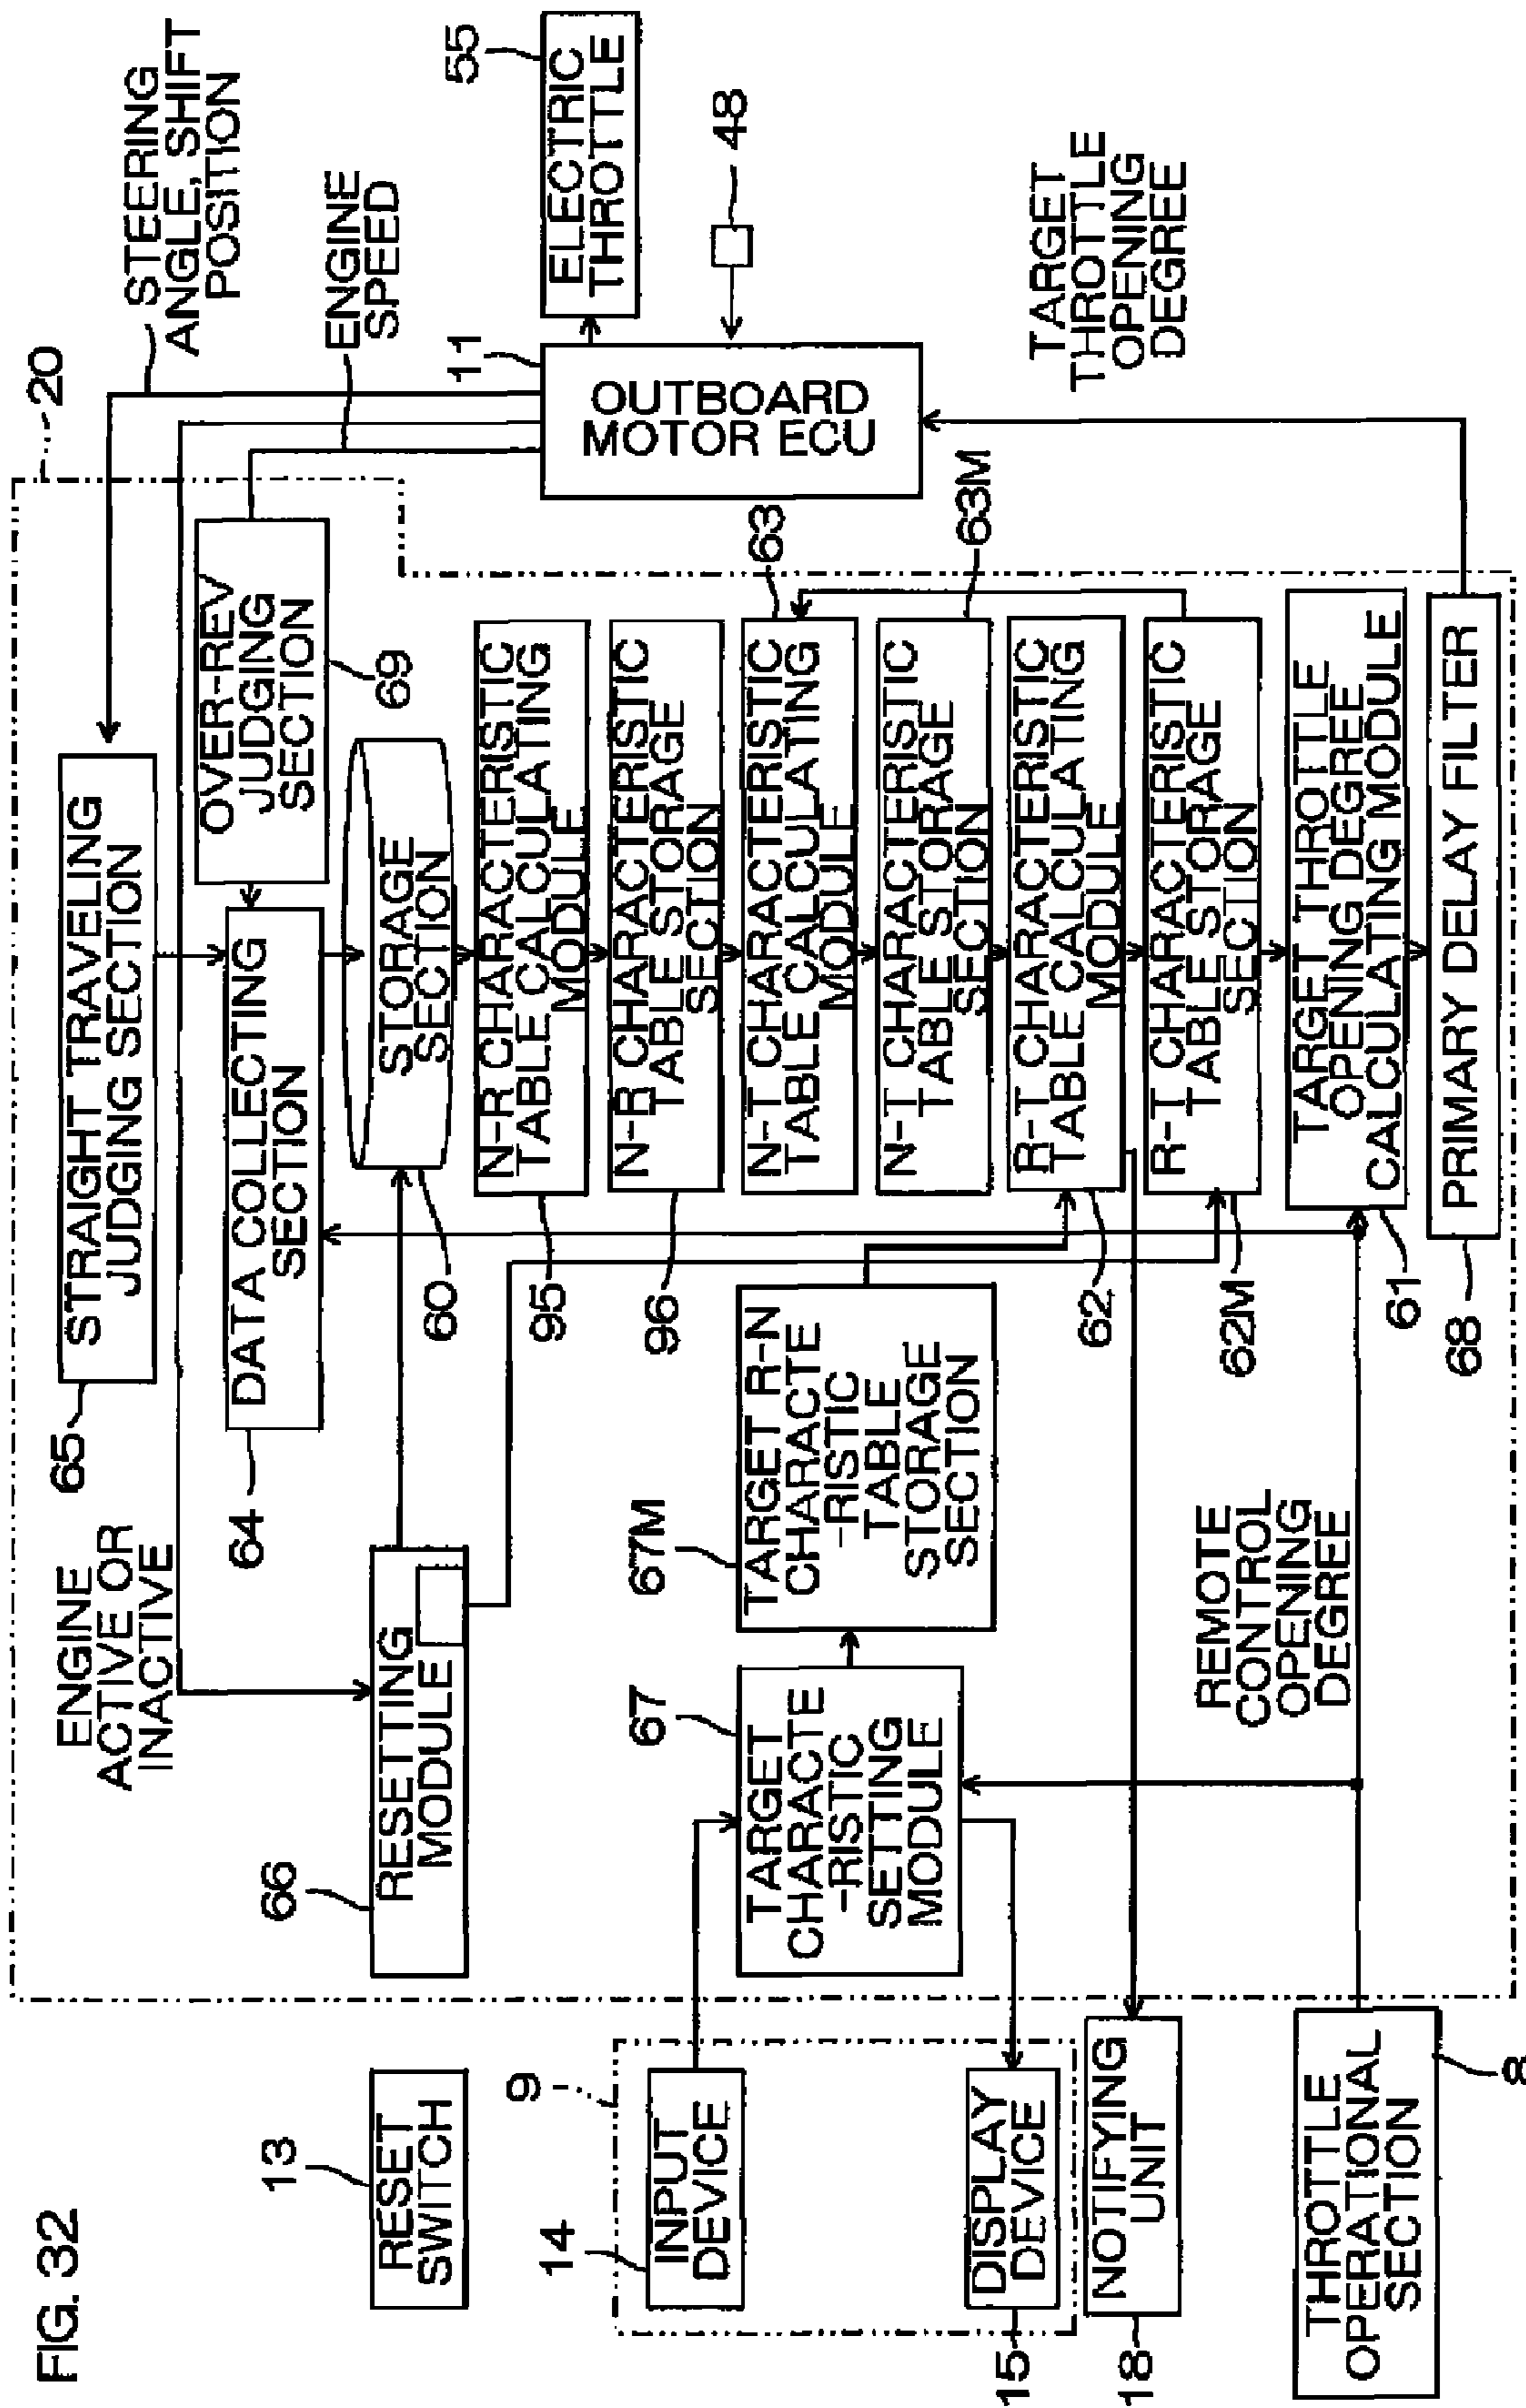 FIG. 32
13
RESET
SWITCH
9
14
INPUT
DEVICE
15
DISPLAY
DEVICE
18
NOTIFYING
UNIT
THROTTLE
OPERATIONAL
SECTION
8
20
ENGINE
ACTIVE OR
INACTIVE
66
RESETTING
MODULE
67
TARGET
CHARACTE
-RISTIC
SETTING
MODULE
67M
TARGET R-N
CHARACTE
-RISTIC
TABLE
STORAGE
SECTION
REMOTE
CONTROL
OPENING
DEGREE
65
STRAIGHT TRAVELING
JUDGING SECTION
64
DATA COLLECTING
SECTION
OVER-REV
JUDGING
SECTION
69
60
STORAGE
SECTION
95
N-R CHARACTERISTIC
TABLE CALCULATING
MODULE
96
N-R CHARACTERISTIC
TABLE STORAGE
SECTION
63
N-T CHARACTERISTIC
TABLE CALCULATING
MODULE
63M
N-T CHARACTERISTIC
TABLE STORAGE
SECTION
62
R-T CHARACTERISTIC
TABLE CALCULATING
MODULE
62M
R-T CHARACTERISTIC
TABLE STORAGE
SECTION
61
TARGET THROTTLE
OPENING DEGREE
CALCULATING MODULE
68
PRIMARY DELAY FILTER
STEERING
ANGLE, SHIFT
POSITION
ENGINE
SPEED
11
OUTBOARD
MOTOR ECU
55
ELECTRIC
THROTTLE
48
TARGET
THROTTLE
OPENING
DEGREE